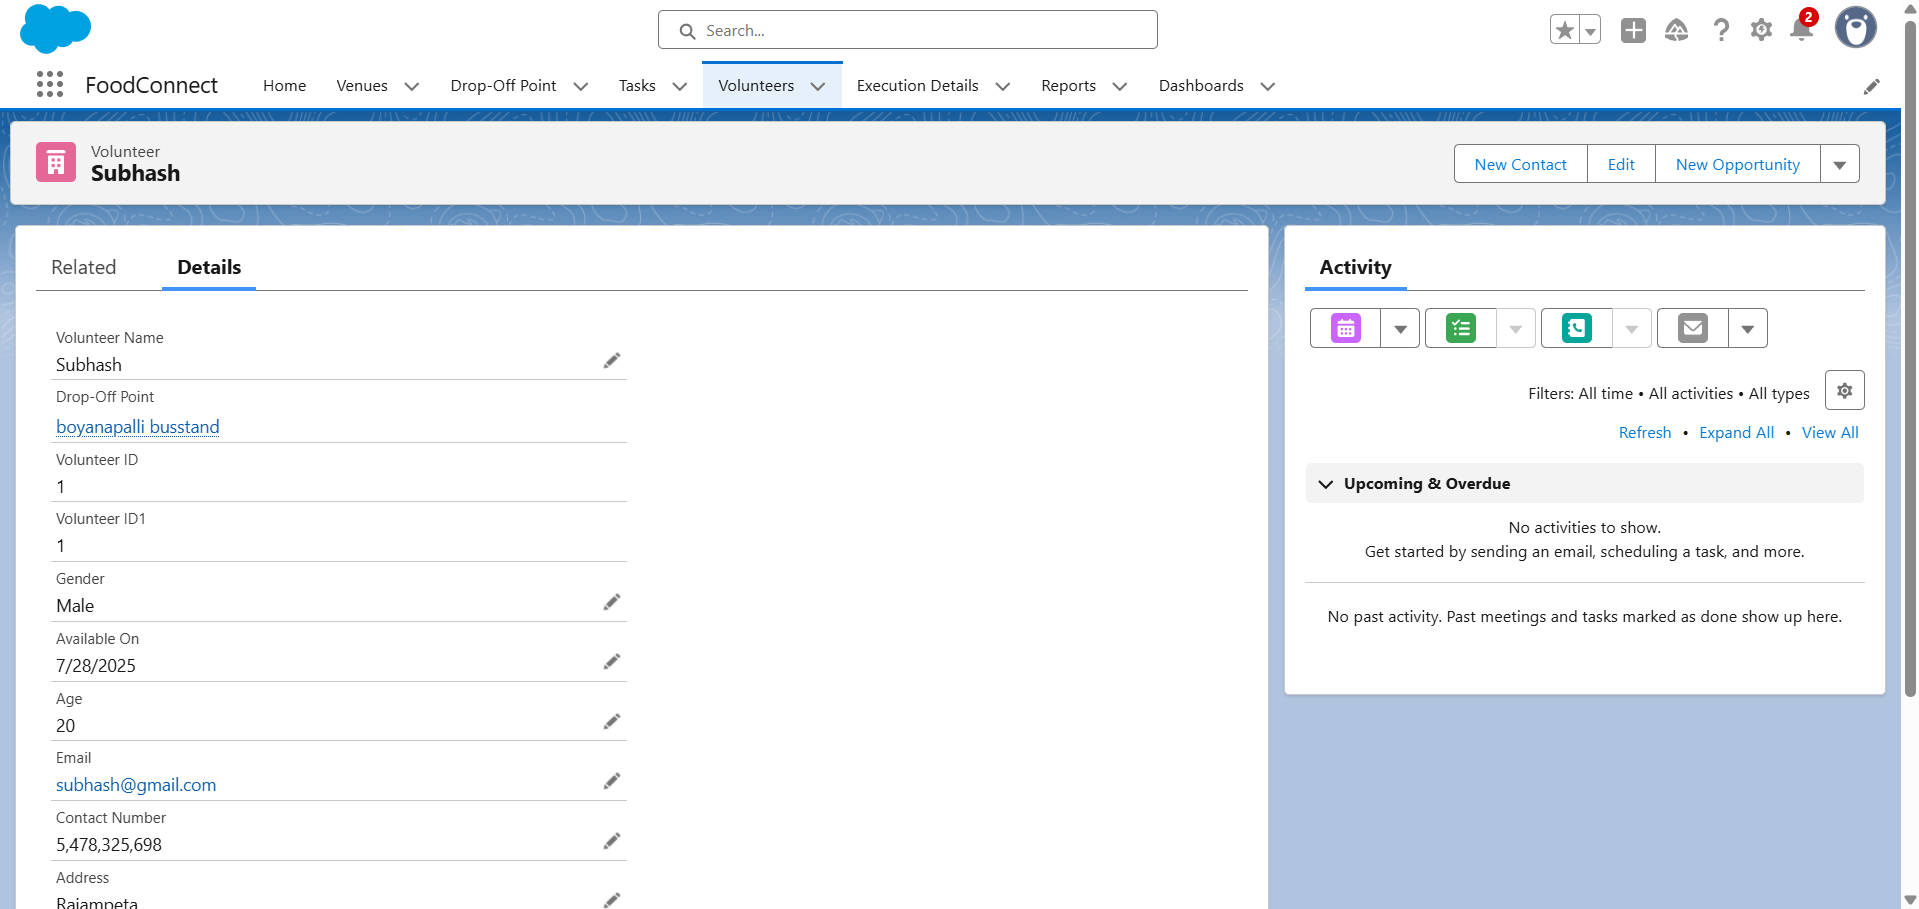 Search...
2
FoodConnect Home Venues Drop-Off Point Tasks Volunteers Execution Details Reports Dashboards
Volunteer
Subhash
New Contact Edit New Opportunity
Related Details
Volunteer Name
Subhash
Drop-Off Point
boyanapalli busstand
Volunteer ID
1
Volunteer ID1
1
Gender
Male
Available On
7/28/2025
Age
20
Email
subhash@gmail.com
Contact Number
5,478,325,698
Address
Rajampeta
Activity
Filters: All time • All activities • All types
Refresh • Expand All • View All
Upcoming & Overdue
No activities to show.
Get started by sending an email, scheduling a task, and more.
No past activity. Past meetings and tasks marked as done show up here.